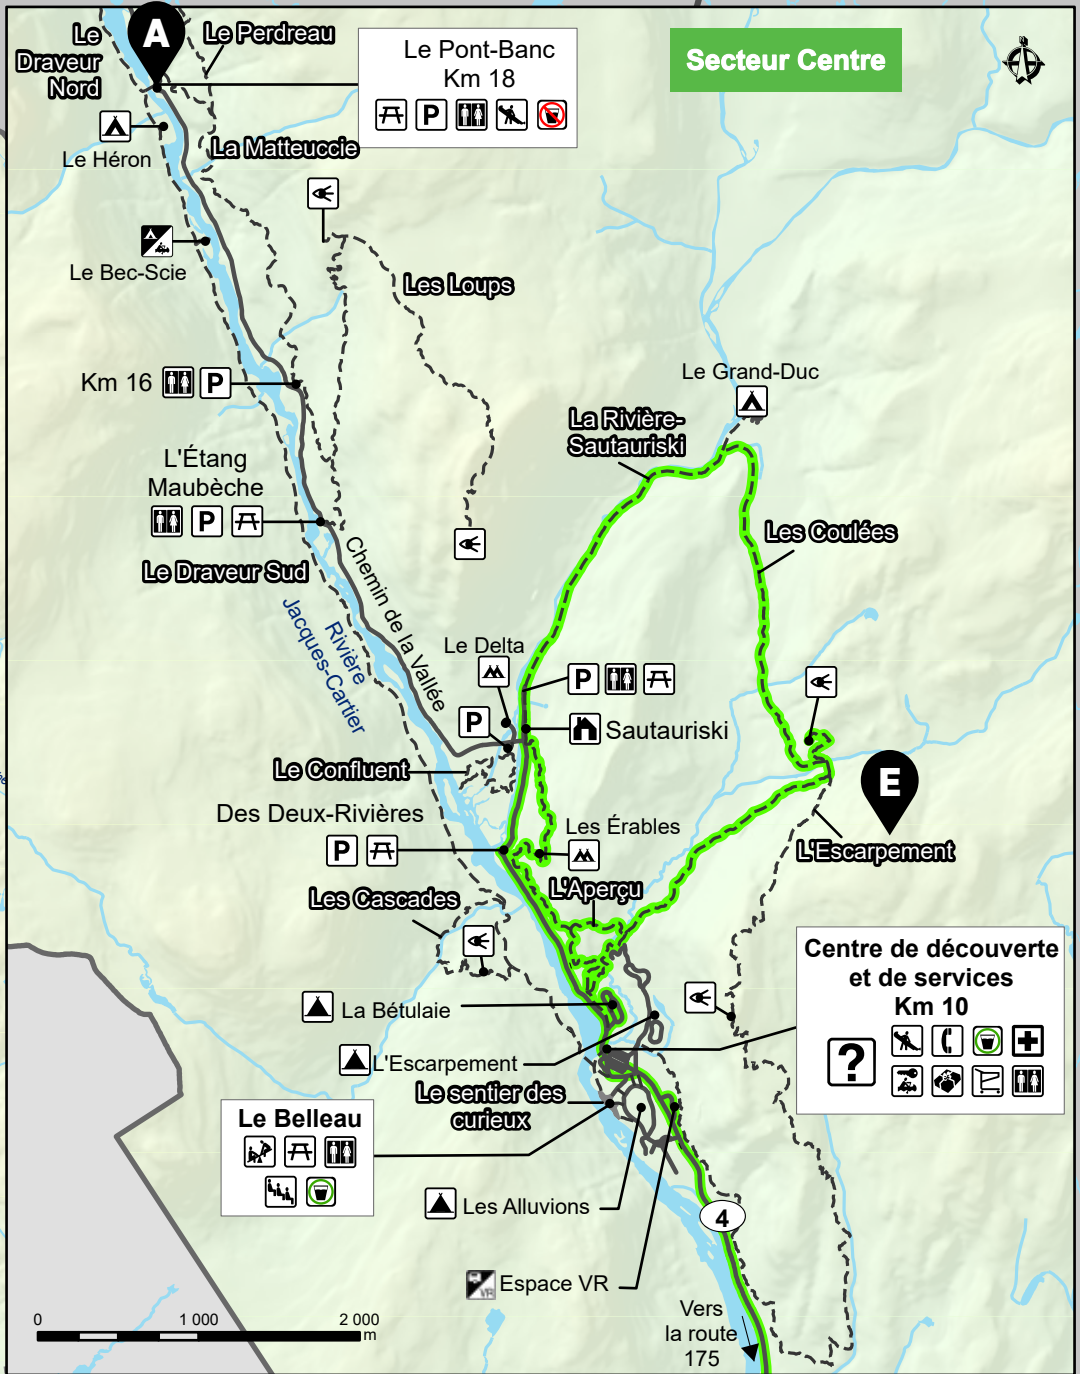 Le
Draveur
Nord
A
Le Perdreau
Le Pont-Banc
Km 18
P
Secteur Centre
Le Héron
La Matteuccie
Le Bec-Scie
Les Loups
Km 16
P
Le Grand-Duc
La Rivière-
Sautauriski
L'Étang
Maubèche
P
Les Coulées
Le Draveur Sud
Chemin de la Vallée
Rivière
Jacques-Cartier
Le Delta
P
P
Sautauriski
Le Confluent
E
Des Deux-Rivières
P
Les Érables
L'Escarpement
L'Aperçu
Les Cascades
Centre de découverte
et de services
Km 10
?
La Bétulaie
L'Escarpement
Le sentier des
curieux
Le Belleau
Les Alluvions
4
VR
Espace VR
Vers
la route
175
0 1 000 2 000
m